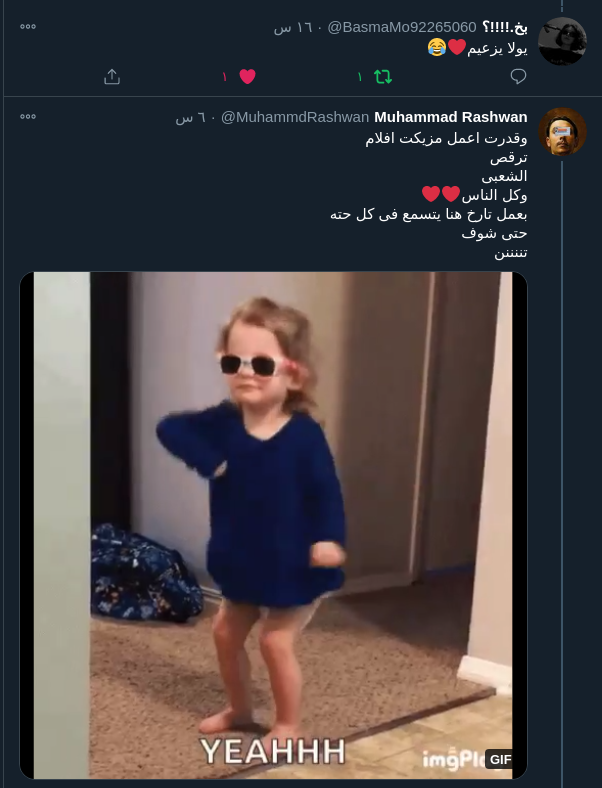 بخ.!!!!؟ @BasmaMo92265060 · ١٦ س
يولا يزعيم❤️😂
١ ١
Muhammad Rashwan @MuhammdRashwan · ٦ س
وقدرت اعمل مزيكت افلام
ترقص
الشعبى
وكل الناس❤️❤️
بعمل تارخ هنا يتسمع فى كل حته
حتى شوف
تننننن
YEAHHH
GIF